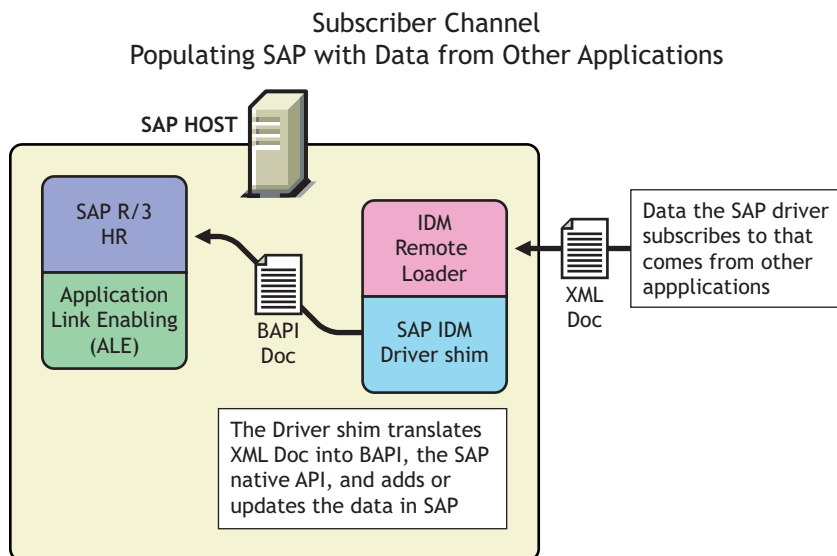 Subscriber Channel
Populating SAP with Data from Other Applications
SAP HOST
SAP R/3
HR
Application
Link Enabling
(ALE)
BAPI
Doc
IDM
Remote
Loader
SAP IDM
Driver shim
XML
Doc
Data the SAP driver
subscribes to that
comes from other
appplications
The Driver shim translates
XML Doc into BAPI, the SAP
native API, and adds or
updates the data in SAP